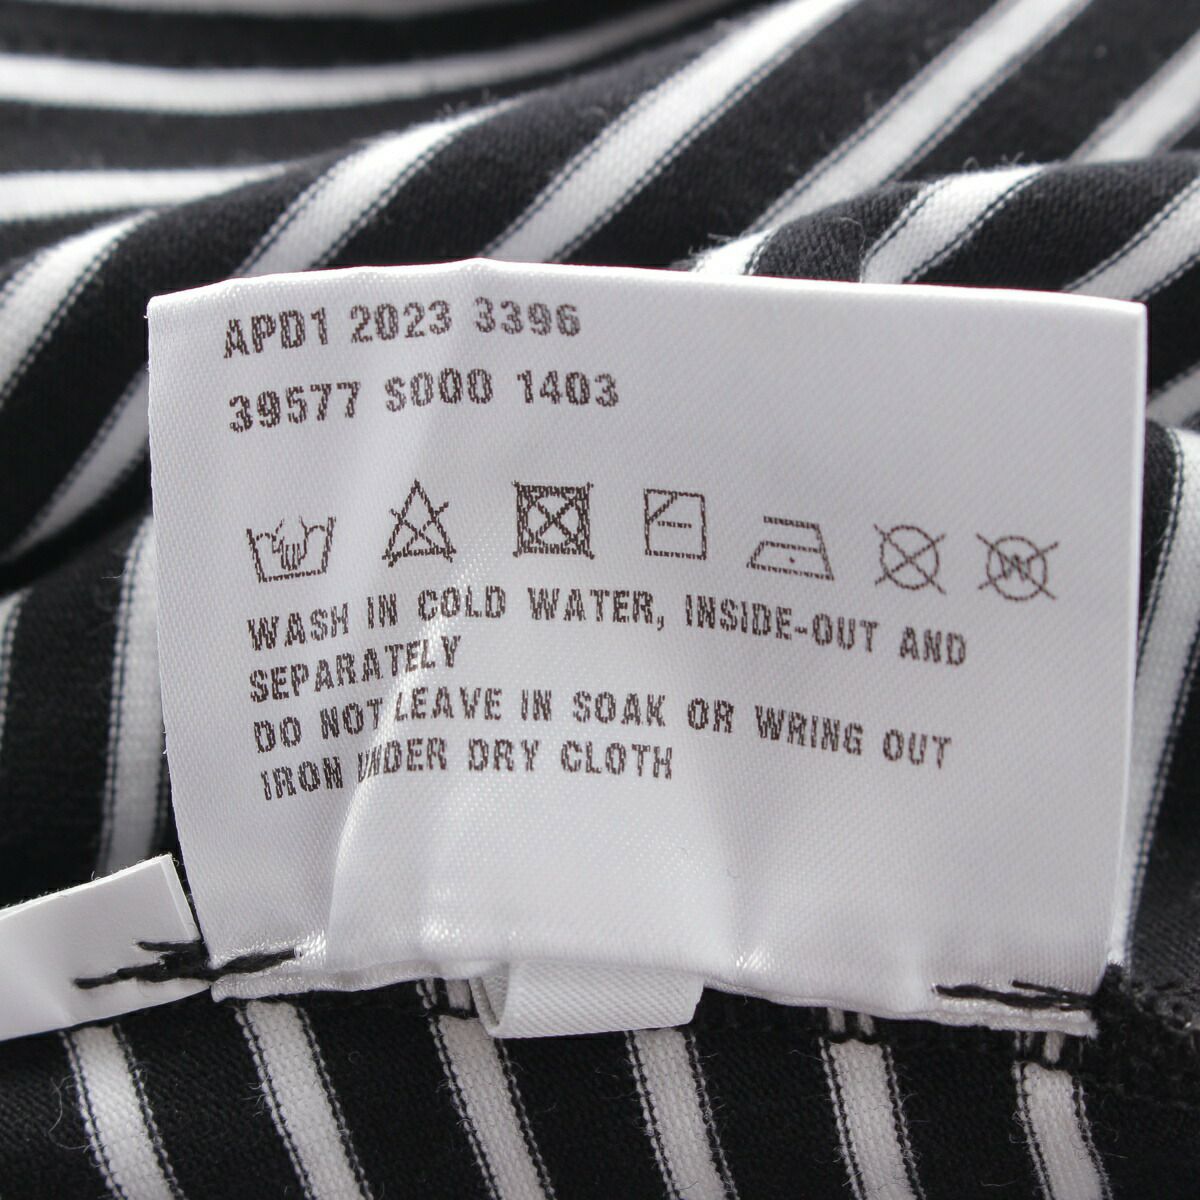 APD1 2023 3396
39577 S000 1403
W
WASH IN COLD WATER, INSIDE-OUT AND
SEPARATELY
DO NOT LEAVE IN SOAK OR WRING OUT
IRON UNDER DRY CLOTH